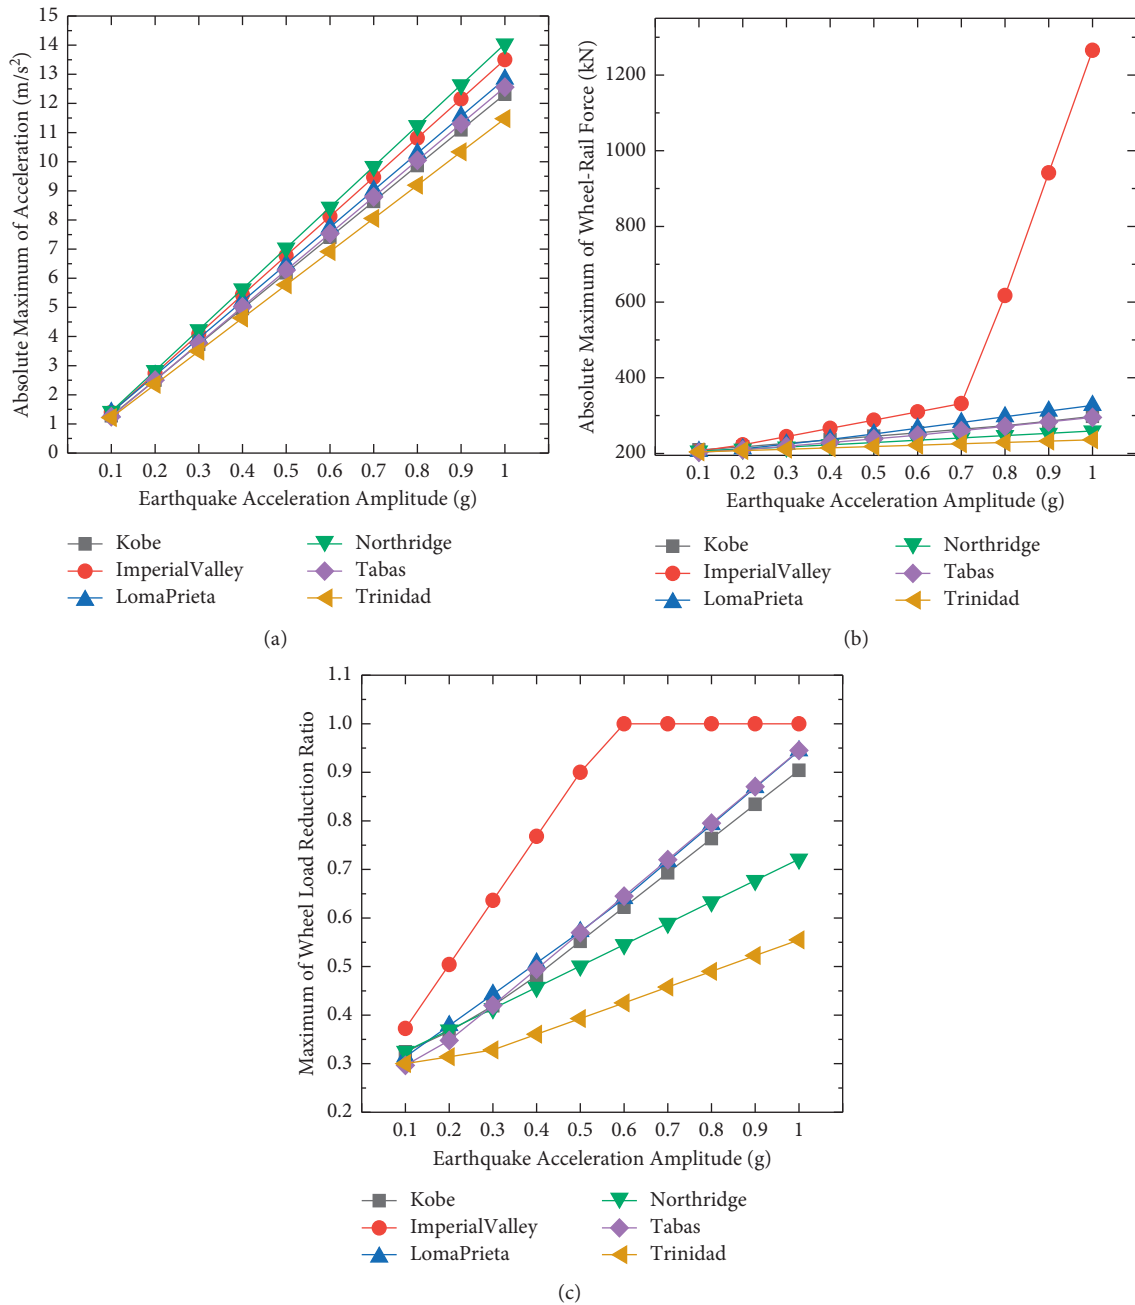 15
14
13
12
11
10
9
8
7
6
5
4
3
2
1
0
Absolute Maximum of Acceleration (m/s²)
0.1 0.2 0.3 0.4 0.5 0.6 0.7 0.8 0.9 1
Earthquake Acceleration Amplitude (g)
Kobe
ImperialValley
LomaPrieta
Northridge
Tabas
Trinidad
(a)
1200
1000
800
600
400
200
Absolute Maximum of Wheel-Rail Force (kN)
0.1 0.2 0.3 0.4 0.5 0.6 0.7 0.8 0.9 1
Earthquake Acceleration Amplitude (g)
Kobe
ImperialValley
LomaPrieta
Northridge
Tabas
Trinidad
(b)
1.1
1.0
0.9
0.8
0.7
0.6
0.5
0.4
0.3
0.2
Maximum of Wheel Load Reduction Ratio
0.1 0.2 0.3 0.4 0.5 0.6 0.7 0.8 0.9 1
Earthquake Acceleration Amplitude (g)
Kobe
ImperialValley
LomaPrieta
Northridge
Tabas
Trinidad
(c)